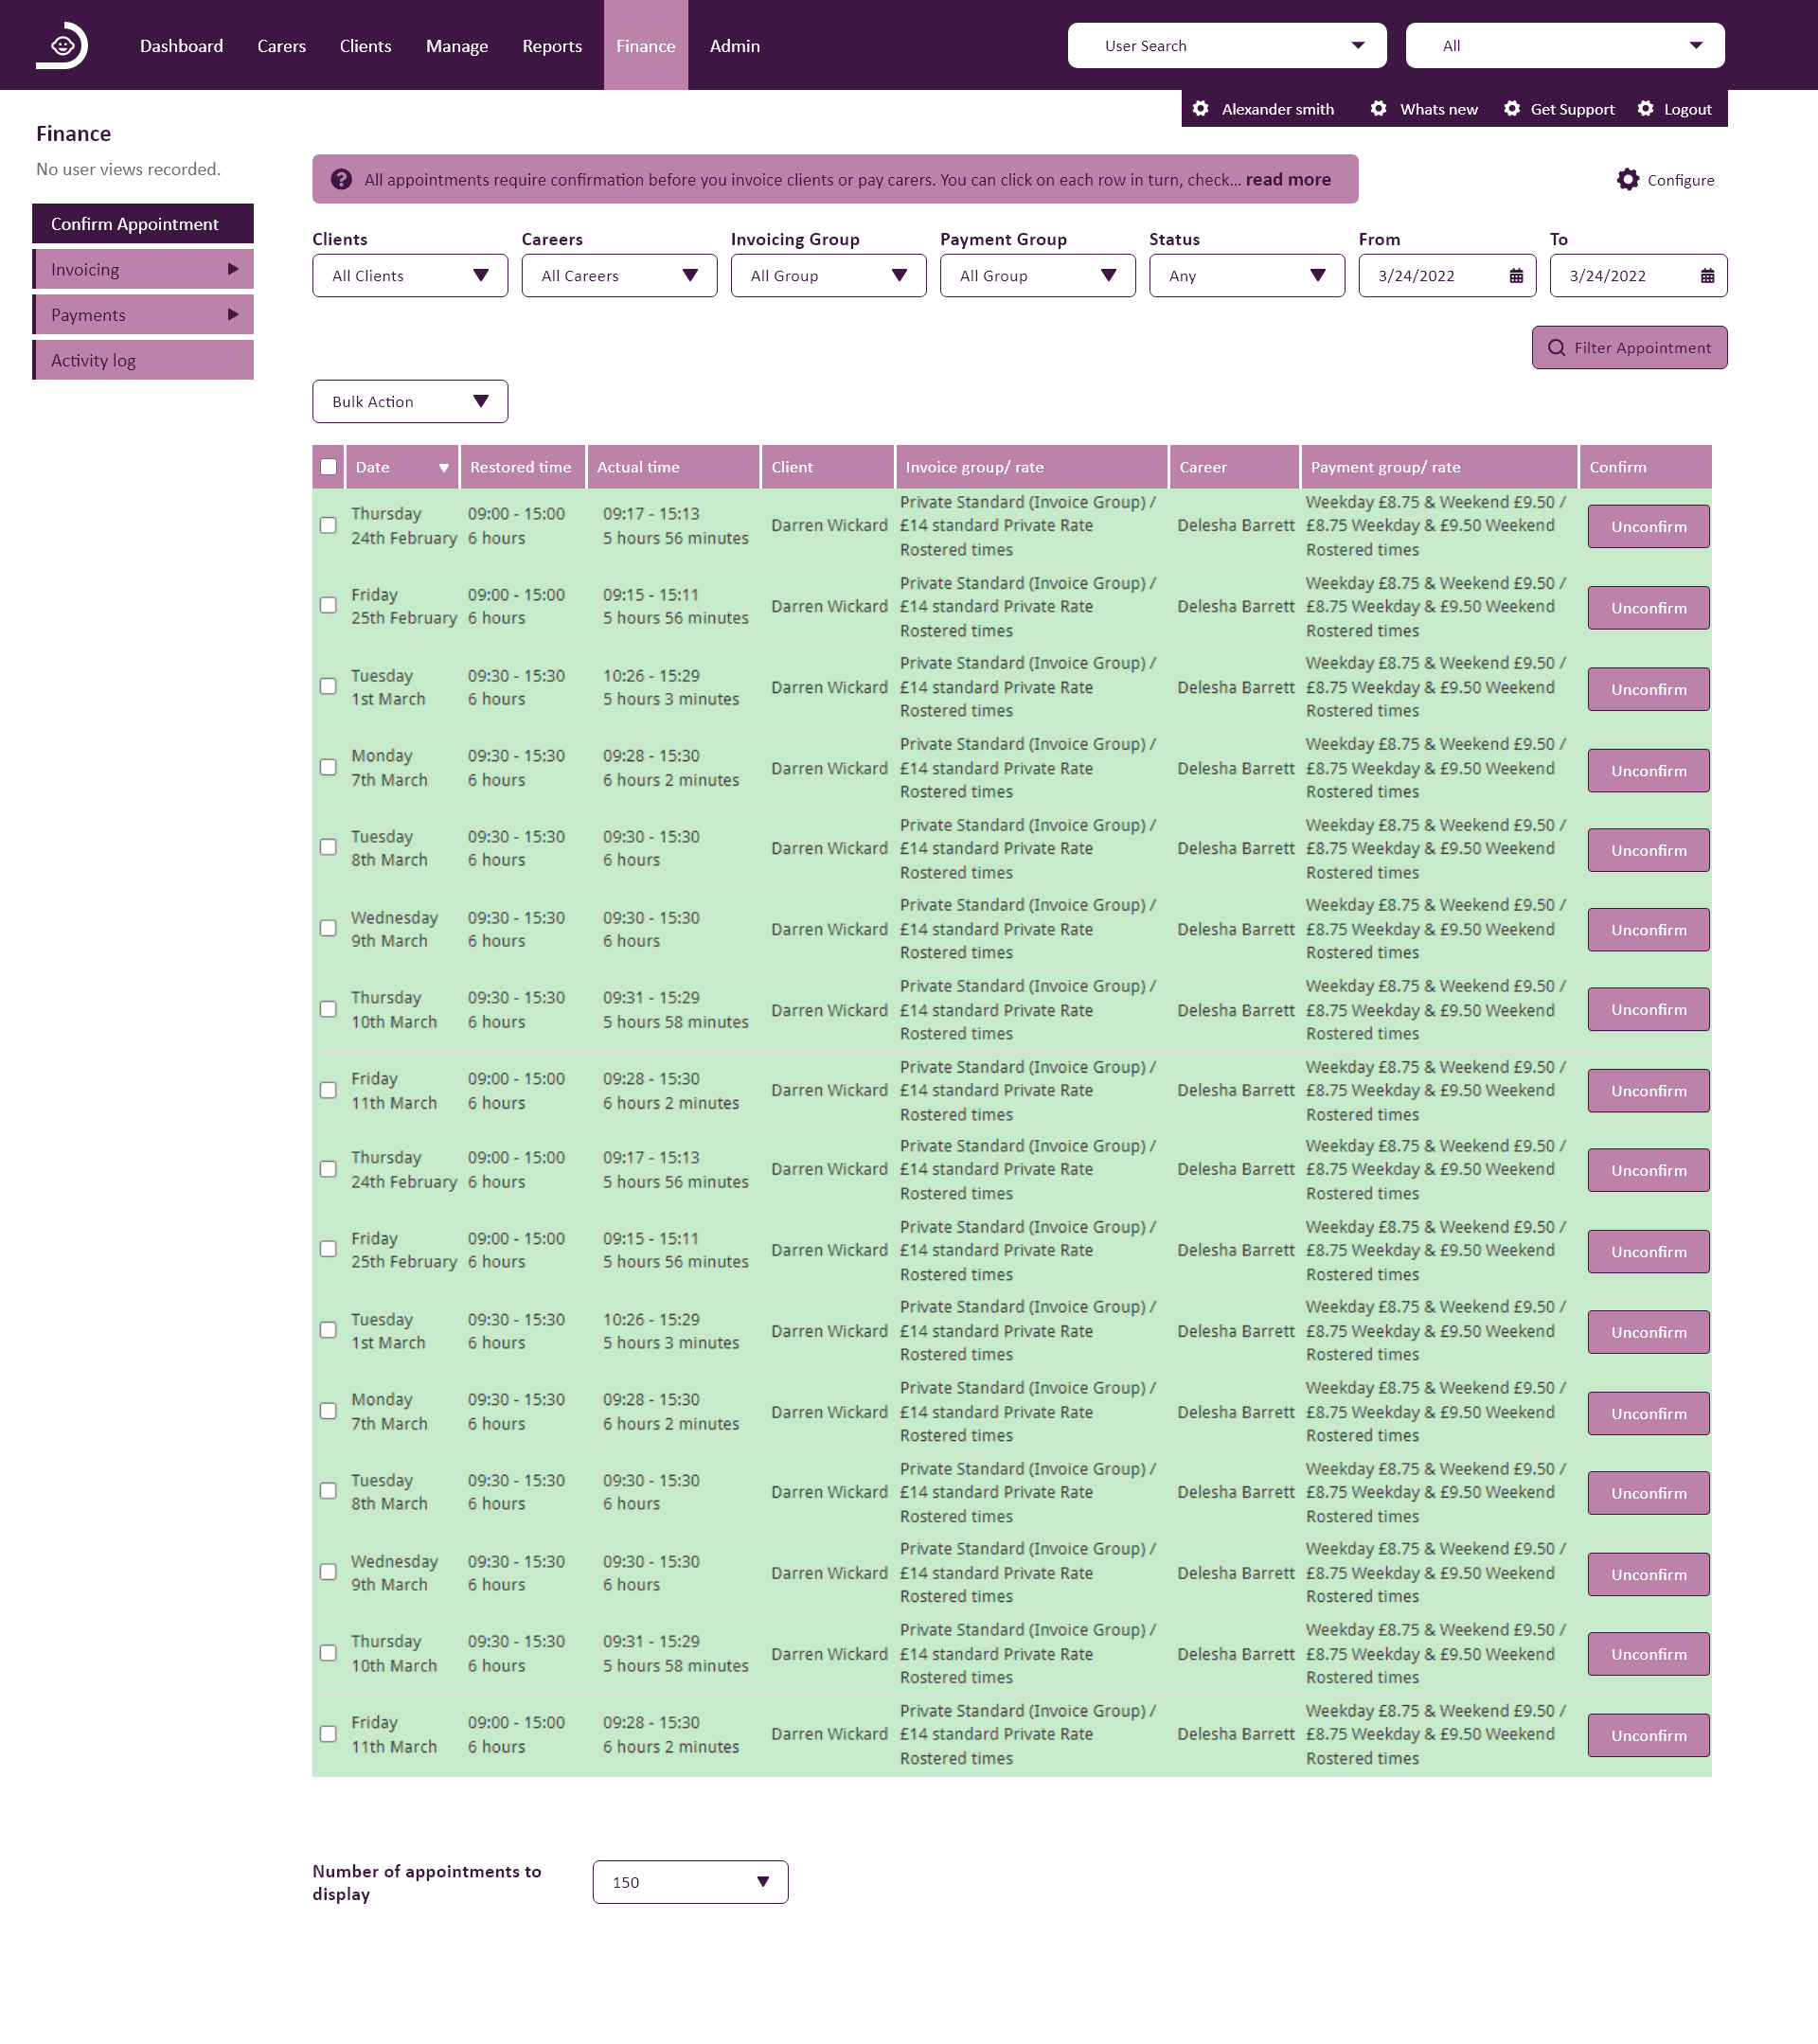 Dashboard Carers Clients Manage Reports Finance Admin User Search All
Alexander smith Whats new Get Support Logout
Finance
No user views recorded.
Confirm Appointment
Invoicing
Payments
Activity log
All appointments require confirmation before you invoice clients or pay carers. You can click on each row in turn, check... read more
Configure
Clients Careers Invoicing Group Payment Group Status From To
All Clients All Careers All Group All Group Any 3/24/2022 3/24/2022
Filter Appointment
Bulk Action
Date Restored time Actual time Client Invoice group/ rate Career Payment group/ rate Confirm
Private Standard (Invoice Group) / Weekday £8.75 & Weekend £9.50 /
Thursday 09:00 - 15:00 09:17 - 15:13
Darren Wickard £14 standard Private Rate Delesha Barrett £8.75 Weekday & £9.50 Weekend Unconfirm
24th February 6 hours 5 hours 56 minutes
Rostered times Rostered times
Private Standard (Invoice Group) / Weekday £8.75 & Weekend £9.50 /
Friday 09:00 - 15:00 09:15 - 15:11
Darren Wickard £14 standard Private Rate Delesha Barrett £8.75 Weekday & £9.50 Weekend Unconfirm
25th February 6 hours 5 hours 56 minutes
Rostered times Rostered times
Private Standard (Invoice Group) / Weekday £8.75 & Weekend £9.50 /
Tuesday 09:30 - 15:30 10:26 - 15:29
Darren Wickard £14 standard Private Rate Delesha Barrett £8.75 Weekday & £9.50 Weekend Unconfirm
1st March 6 hours 5 hours 3 minutes
Rostered times Rostered times
Private Standard (Invoice Group) / Weekday £8.75 & Weekend £9.50 /
Monday 09:30 - 15:30 09:28 - 15:30
Darren Wickard £14 standard Private Rate Delesha Barrett £8.75 Weekday & £9.50 Weekend Unconfirm
7th March 6 hours 6 hours 2 minutes
Rostered times Rostered times
Private Standard (Invoice Group) / Weekday £8.75 & Weekend £9.50 /
Tuesday 09:30 - 15:30 09:30 - 15:30
Darren Wickard £14 standard Private Rate Delesha Barrett £8.75 Weekday & £9.50 Weekend Unconfirm
8th March 6 hours 6 hours
Rostered times Rostered times
Private Standard (Invoice Group) / Weekday £8.75 & Weekend £9.50 /
Wednesday 09:30 - 15:30 09:30 - 15:30
Darren Wickard £14 standard Private Rate Delesha Barrett £8.75 Weekday & £9.50 Weekend Unconfirm
9th March 6 hours 6 hours
Rostered times Rostered times
Private Standard (Invoice Group) / Weekday £8.75 & Weekend £9.50 /
Thursday 09:30 - 15:30 09:31 - 15:29
Darren Wickard £14 standard Private Rate Delesha Barrett £8.75 Weekday & £9.50 Weekend Unconfirm
10th March 6 hours 5 hours 58 minutes
Rostered times Rostered times
Private Standard (Invoice Group) / Weekday £8.75 & Weekend £9.50 /
Friday 09:00 - 15:00 09:28 - 15:30
Darren Wickard £14 standard Private Rate Delesha Barrett £8.75 Weekday & £9.50 Weekend Unconfirm
11th March 6 hours 6 hours 2 minutes
Rostered times Rostered times
Private Standard (Invoice Group) / Weekday £8.75 & Weekend £9.50 /
Thursday 09:00 - 15:00 09:17 - 15:13
Darren Wickard £14 standard Private Rate Delesha Barrett £8.75 Weekday & £9.50 Weekend Unconfirm
24th February 6 hours 5 hours 56 minutes
Rostered times Rostered times
Private Standard (Invoice Group) / Weekday £8.75 & Weekend £9.50 /
Friday 09:00 - 15:00 09:15 - 15:11
Darren Wickard £14 standard Private Rate Delesha Barrett £8.75 Weekday & £9.50 Weekend Unconfirm
25th February 6 hours 5 hours 56 minutes
Rostered times Rostered times
Private Standard (Invoice Group) / Weekday £8.75 & Weekend £9.50 /
Tuesday 09:30 - 15:30 10:26 - 15:29
Darren Wickard £14 standard Private Rate Delesha Barrett £8.75 Weekday & £9.50 Weekend Unconfirm
1st March 6 hours 5 hours 3 minutes
Rostered times Rostered times
Private Standard (Invoice Group) / Weekday £8.75 & Weekend £9.50 /
Monday 09:30 - 15:30 09:28 - 15:30
Darren Wickard £14 standard Private Rate Delesha Barrett £8.75 Weekday & £9.50 Weekend Unconfirm
7th March 6 hours 6 hours 2 minutes
Rostered times Rostered times
Private Standard (Invoice Group) / Weekday £8.75 & Weekend £9.50 /
Tuesday 09:30 - 15:30 09:30 - 15:30
Darren Wickard £14 standard Private Rate Delesha Barrett £8.75 Weekday & £9.50 Weekend Unconfirm
8th March 6 hours 6 hours
Rostered times Rostered times
Private Standard (Invoice Group) / Weekday £8.75 & Weekend £9.50 /
Wednesday 09:30 - 15:30 09:30 - 15:30
Darren Wickard £14 standard Private Rate Delesha Barrett £8.75 Weekday & £9.50 Weekend Unconfirm
9th March 6 hours 6 hours
Rostered times Rostered times
Private Standard (Invoice Group) / Weekday £8.75 & Weekend £9.50 /
Thursday 09:30 - 15:30 09:31 - 15:29
Darren Wickard £14 standard Private Rate Delesha Barrett £8.75 Weekday & £9.50 Weekend Unconfirm
10th March 6 hours 5 hours 58 minutes
Rostered times Rostered times
Private Standard (Invoice Group) / Weekday £8.75 & Weekend £9.50 /
Friday 09:00 - 15:00 09:28 - 15:30
Darren Wickard £14 standard Private Rate Delesha Barrett £8.75 Weekday & £9.50 Weekend Unconfirm
11th March 6 hours 6 hours 2 minutes
Rostered times Rostered times
Number of appointments to
display
150